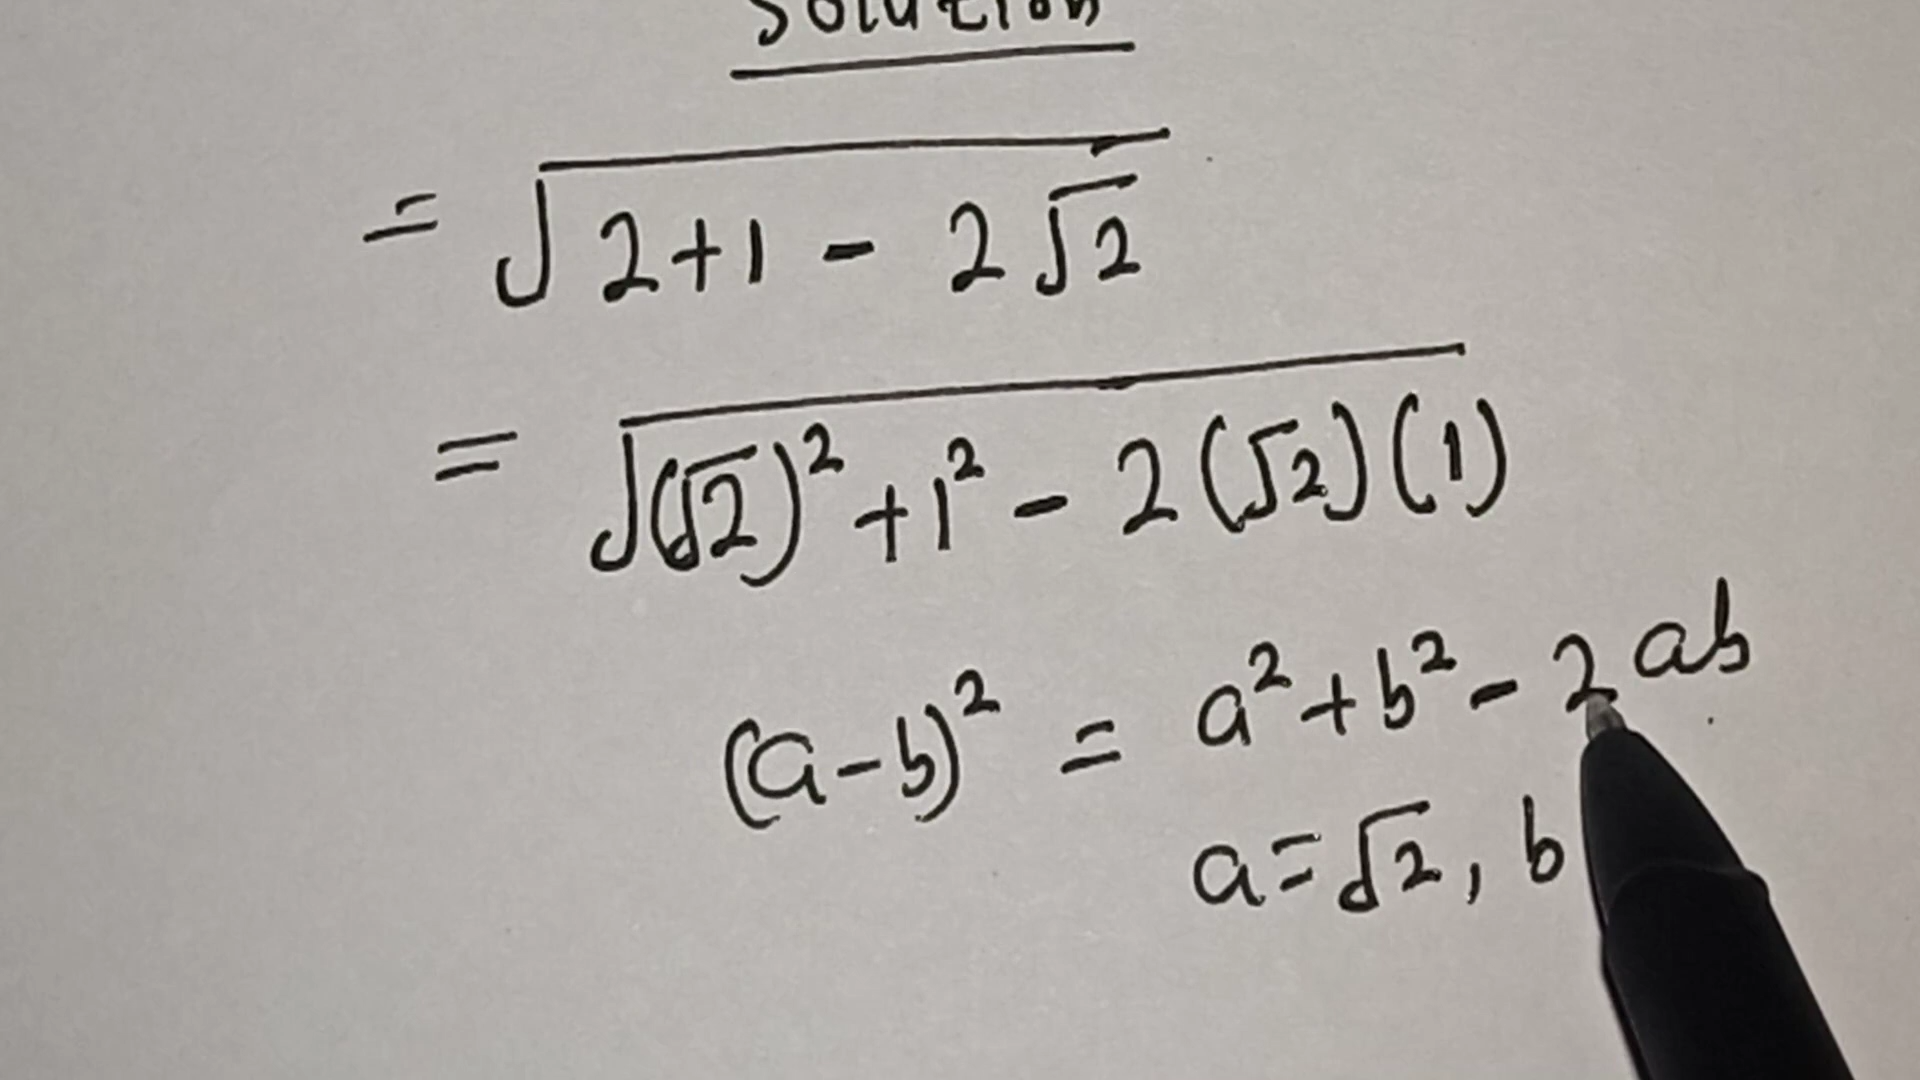 Solution
= √(2+1 - 2√2)
= √((√2)² + 1² - 2(√2)(1))
(a-b)² = a² + b² - 2ab
a = √2, b